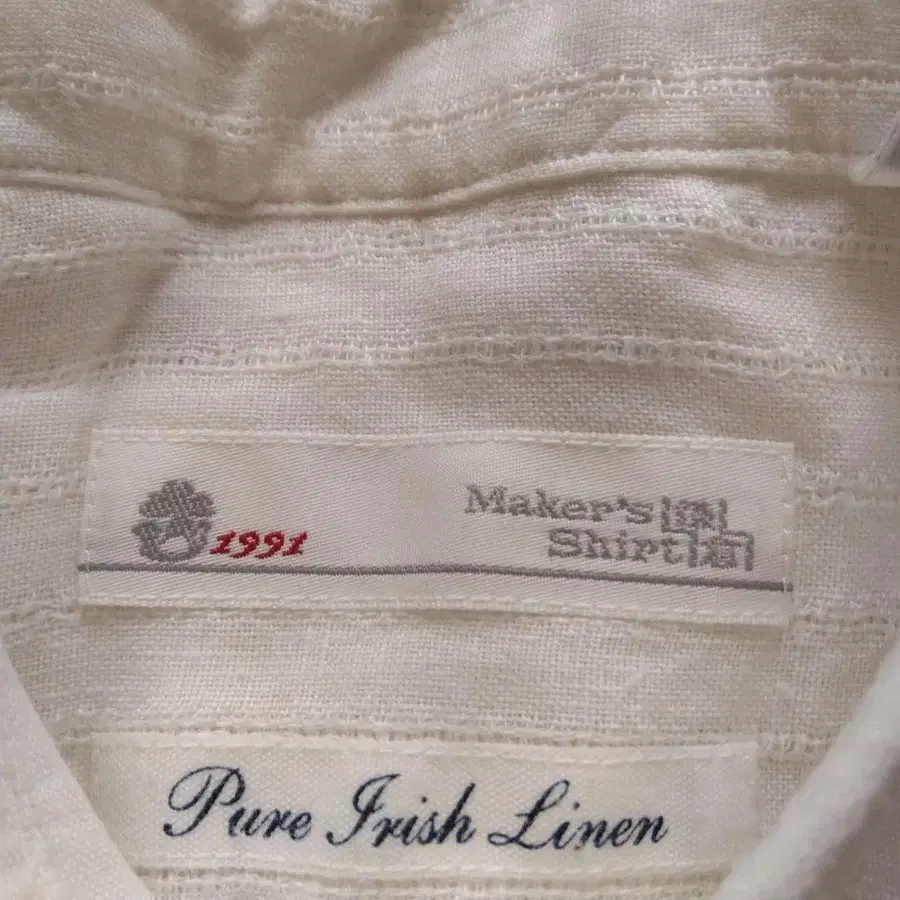 1991
Maker's
Shirt
Pure Irish Linen